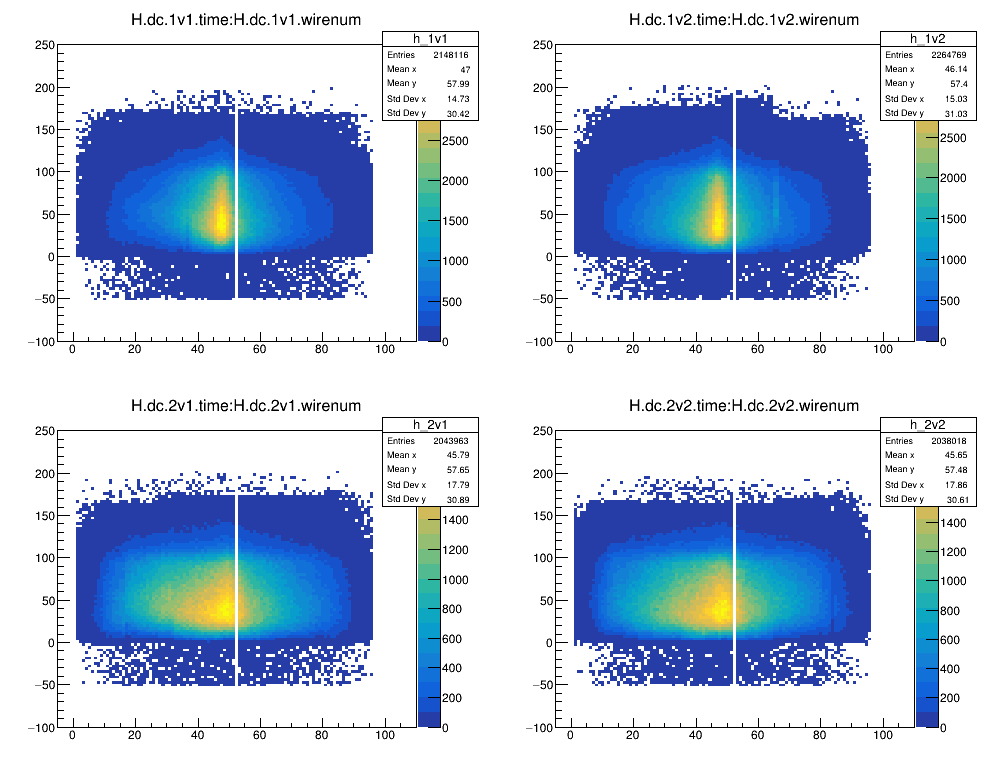 H.dc.1v1.time:H.dc.1v1.wirenum
h_1v1
Entries 2148116
Mean x 47
Mean y 57.99
Std Dev x 14.73
Std Dev y 30.42
250
200
150
100
50
0
−50
−100
0 20 40 60 80 100
2500
2000
1500
1000
500
0
H.dc.1v2.time:H.dc.1v2.wirenum
h_1v2
Entries 2264769
Mean x 46.14
Mean y 57.4
Std Dev x 15.03
Std Dev y 31.03
250
200
150
100
50
0
−50
−100
0 20 40 60 80 100
2500
2000
1500
1000
500
0
H.dc.2v1.time:H.dc.2v1.wirenum
h_2v1
Entries 2043963
Mean x 45.79
Mean y 57.65
Std Dev x 17.79
Std Dev y 30.89
250
200
150
100
50
0
−50
−100
0 20 40 60 80 100
1400
1200
1000
800
600
400
200
0
H.dc.2v2.time:H.dc.2v2.wirenum
h_2v2
Entries 2038018
Mean x 45.65
Mean y 57.48
Std Dev x 17.86
Std Dev y 30.61
250
200
150
100
50
0
−50
−100
0 20 40 60 80 100
1400
1200
1000
800
600
400
200
0